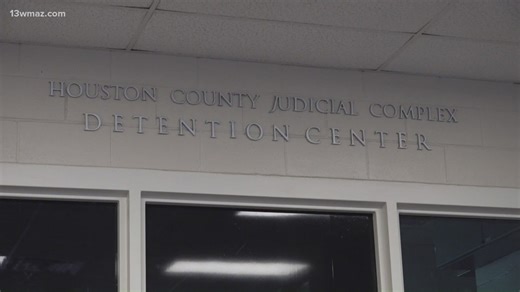 13wmaz.com
HOUSTON COUNTY JUDICIAL COMPLEX
DETENTION CENTER